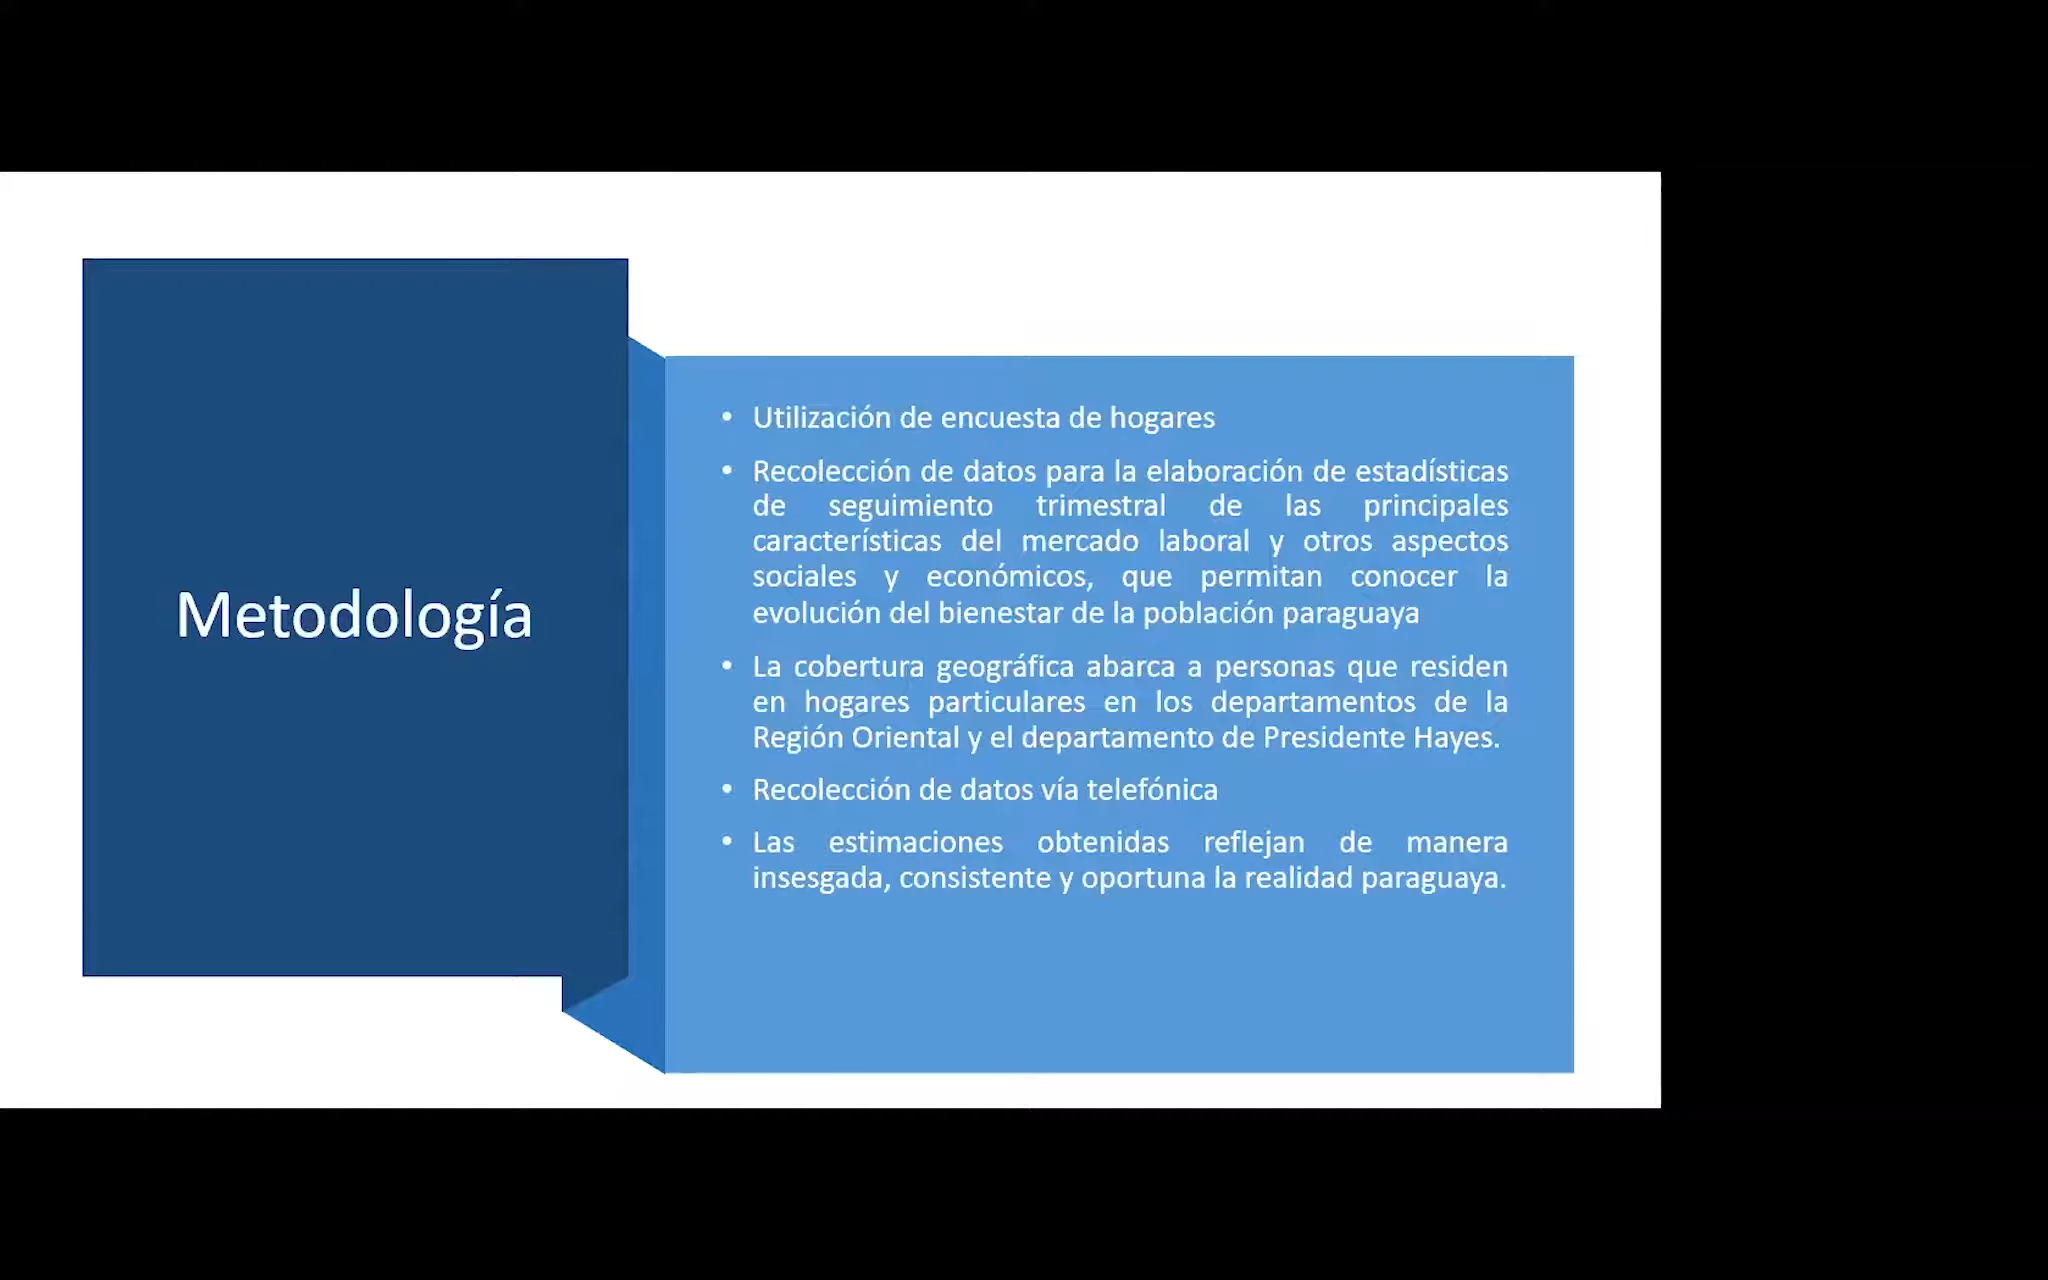 Metodología
• Utilización de encuesta de hogares
• Recolección de datos para la elaboración de estadísticas
de seguimiento trimestral de las principales
características del mercado laboral y otros aspectos
sociales y económicos, que permitan conocer la
evolución del bienestar de la población paraguaya
• La cobertura geográfica abarca a personas que residen
en hogares particulares en los departamentos de la
Región Oriental y el departamento de Presidente Hayes.
• Recolección de datos vía telefónica
• Las estimaciones obtenidas reflejan de manera
insesgada, consistente y oportuna la realidad paraguaya.